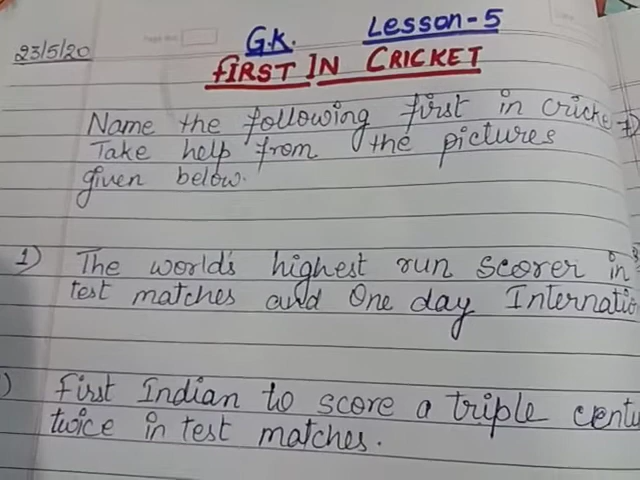 G.K. Lesson-5
23/5/20
FIRST IN CRICKET
Name the following first in cricke
Take help from the pictures
given below.
1) The world's highest run scorer in
test matches and One day Internatio
) First Indian to score a triple centu
twice in test matches.